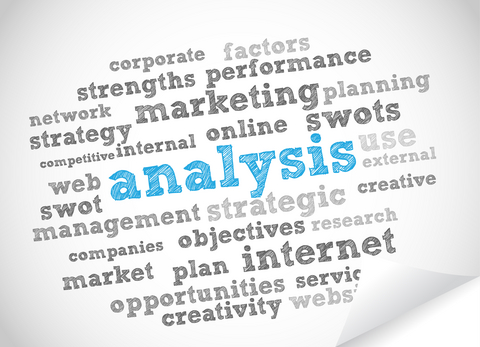 corporate factors
strengths performance
network marketing planning
strategy internal online swots
competitive analysis use
web external
swot strategic creative
management objectives research
companies internet
market plan
opportunities servic
creativity websi